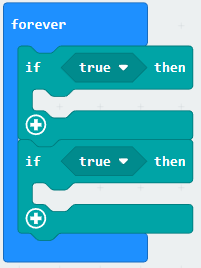 forever
if true then
if true then